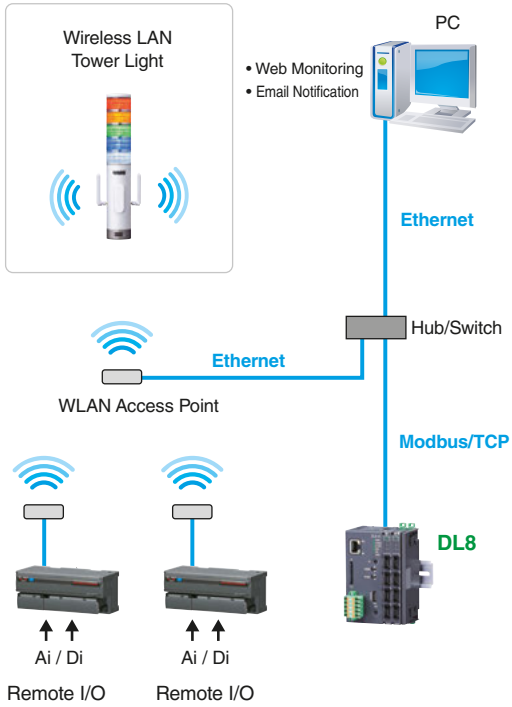 Wireless LAN
Tower Light
PC
• Web Monitoring
• Email Notification
Ethernet
Hub/Switch
Ethernet
WLAN Access Point
Modbus/TCP
DL8
Ai / Di
Ai / Di
Remote I/O
Remote I/O